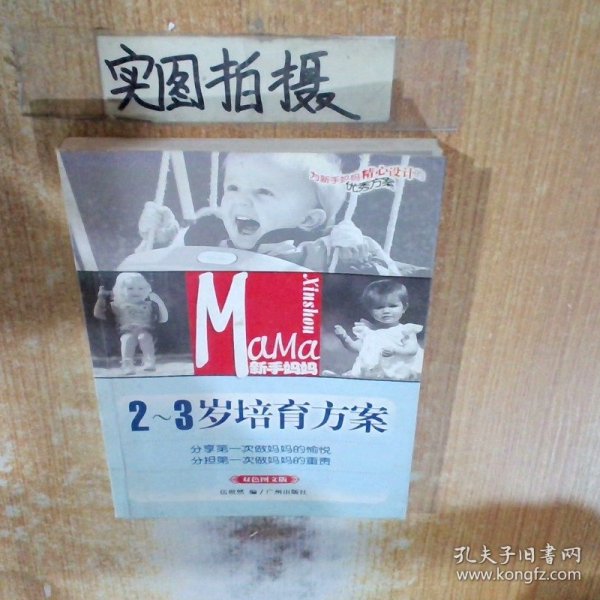 实图拍摄
为新手妈妈精心设计的
优秀方案
Xinshou
MaMa
新手妈妈
2~3岁培育方案
分享第一次做妈妈的愉悦
分担第一次做妈妈的重责
双色图文版
编/广州出版社
孔夫子旧书网
www.kongfz.com